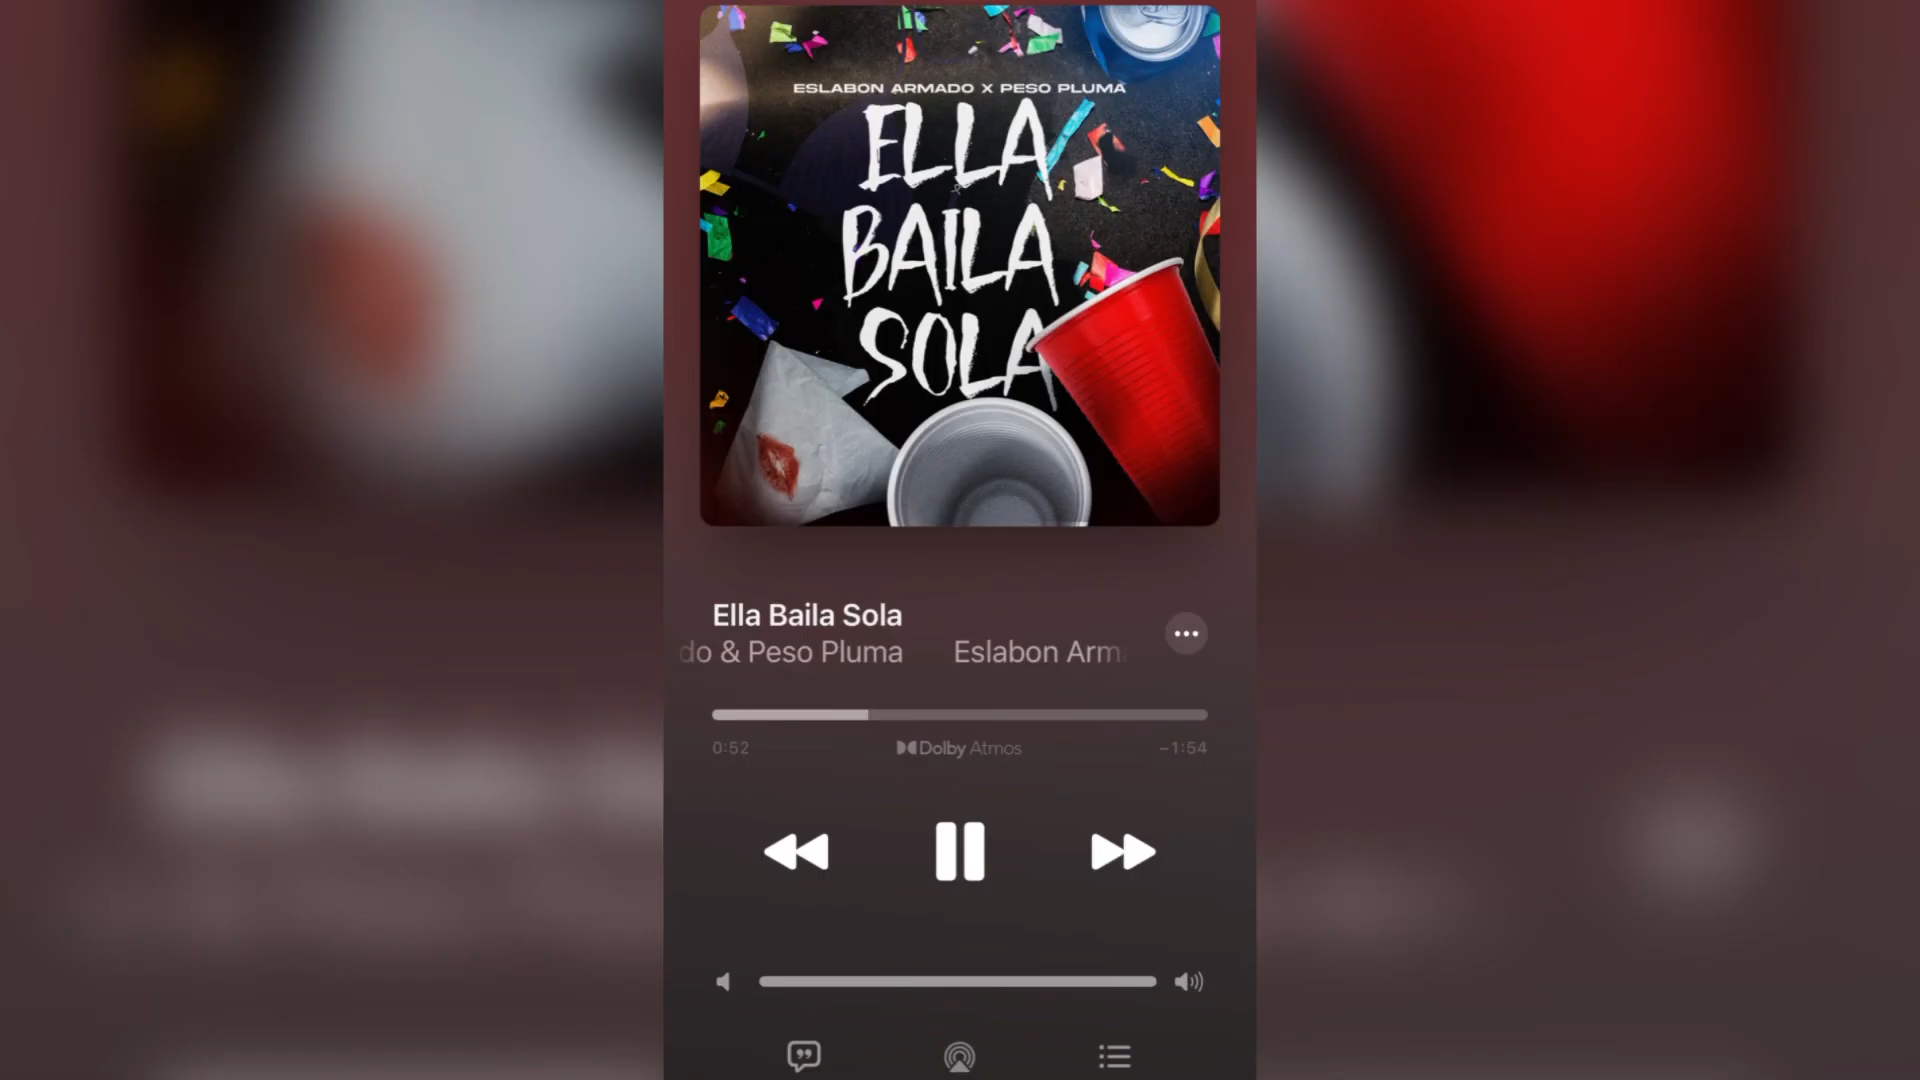 ESLABON ARMADO X PESO PLUMA
ELLA
BAILA
SOLA
Ella Baila Sola
do & Peso Pluma Eslabon Arma
0:52 Dolby Atmos -1:54